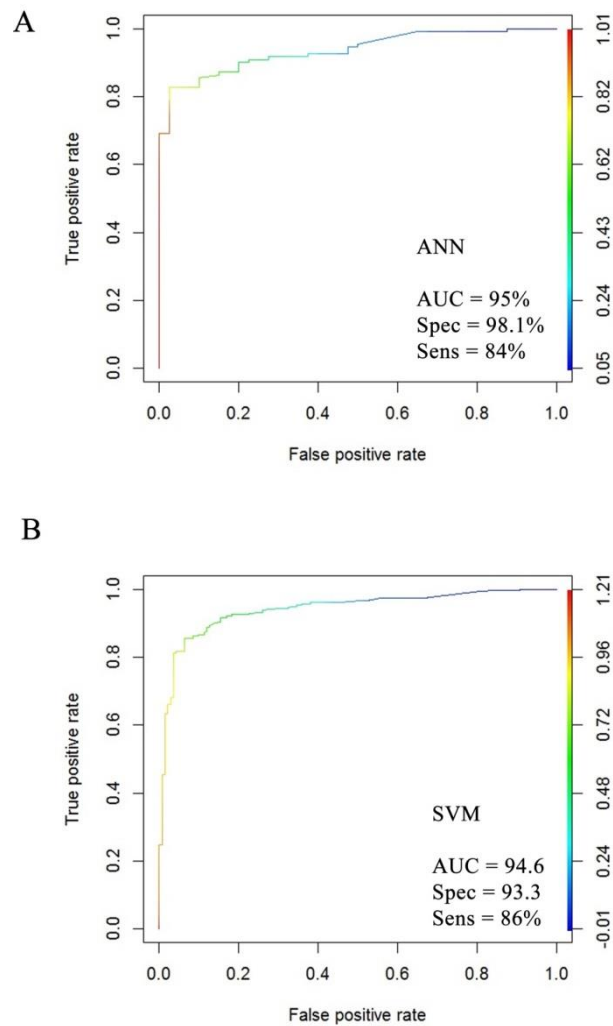 A
True positive rate
0.0 0.2 0.4 0.6 0.8 1.0
0.05 0.24 0.43 0.62 0.82 1.01
ANN
AUC = 95%
Spec = 98.1%
Sens = 84%
0.0 0.2 0.4 0.6 0.8 1.0
False positive rate
B
True positive rate
0.0 0.2 0.4 0.6 0.8 1.0
-0.01 0.24 0.48 0.72 0.96 1.21
SVM
AUC = 94.6
Spec = 93.3
Sens = 86%
0.0 0.2 0.4 0.6 0.8 1.0
False positive rate